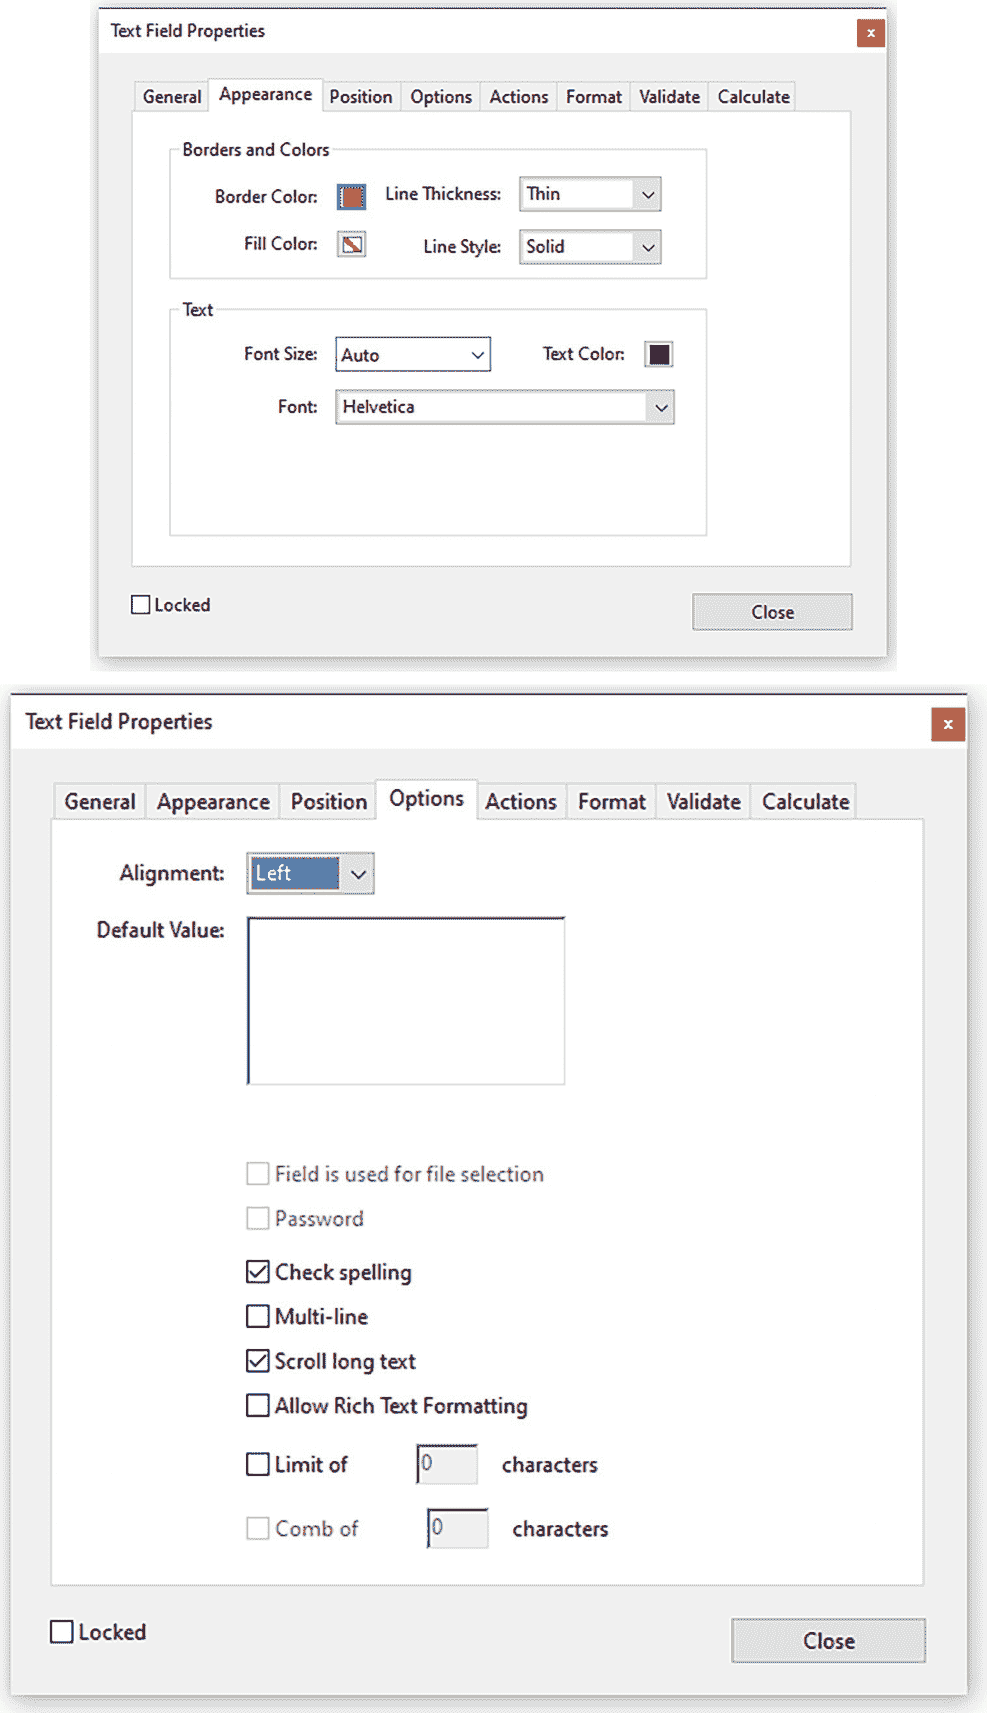 Text Field Properties
x
General Appearance Position Options Actions Format Validate Calculate
Borders and Colors
Border Color: Line Thickness: Thin
Fill Color: Line Style: Solid
Text
Font Size: Auto Text Color:
Font: Helvetica
Locked
Close
Text Field Properties
x
General Appearance Position Options Actions Format Validate Calculate
Alignment: Left
Default Value:
Field is used for file selection
Password
Check spelling
Multi-line
Scroll long text
Allow Rich Text Formatting
Limit of 0 characters
Comb of 0 characters
Locked
Close